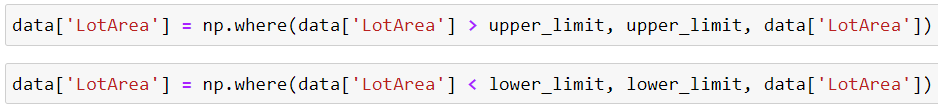 data['LotArea'] = np.where(data['LotArea'] > upper_limit, upper_limit, data['LotArea'])
data['LotArea'] = np.where(data['LotArea'] < lower_limit, lower_limit, data['LotArea'])